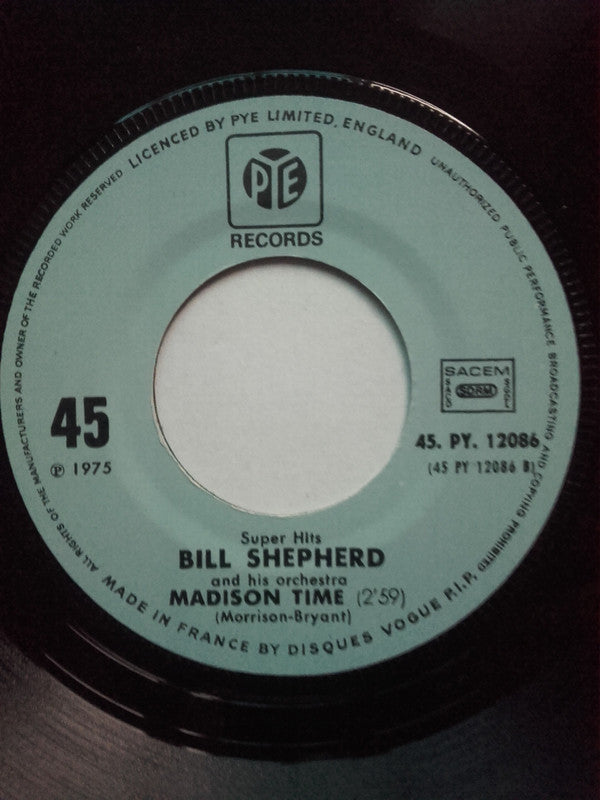 LICENCED BY PYE LIMITED, ENGLAND UNAUTHORIZED PUBLIC PERFORMANCE BROADCASTING AND COPYING PROHIBITED
PYE
RECORDS
SACEM
SACD SDRM SGDL
45
℗ 1975
45. PY. 12086
(45 PY 12086 B)
Super Hits
BILL SHEPHERD
and his orchestra
MADISON TIME (2'59)
(Morrison-Bryant)
ALL RIGHTS OF THE MANUFACTURERS AND OWNER OF THE RECORDED WORK RESERVED
MADE IN FRANCE BY DISQUES VOGUE P.I.P.